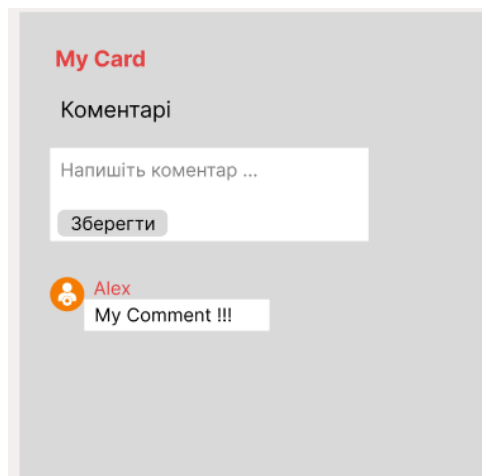 My Card
Коментарі
Напишіть коментар ...
Зберегти
Alex
My Comment !!!